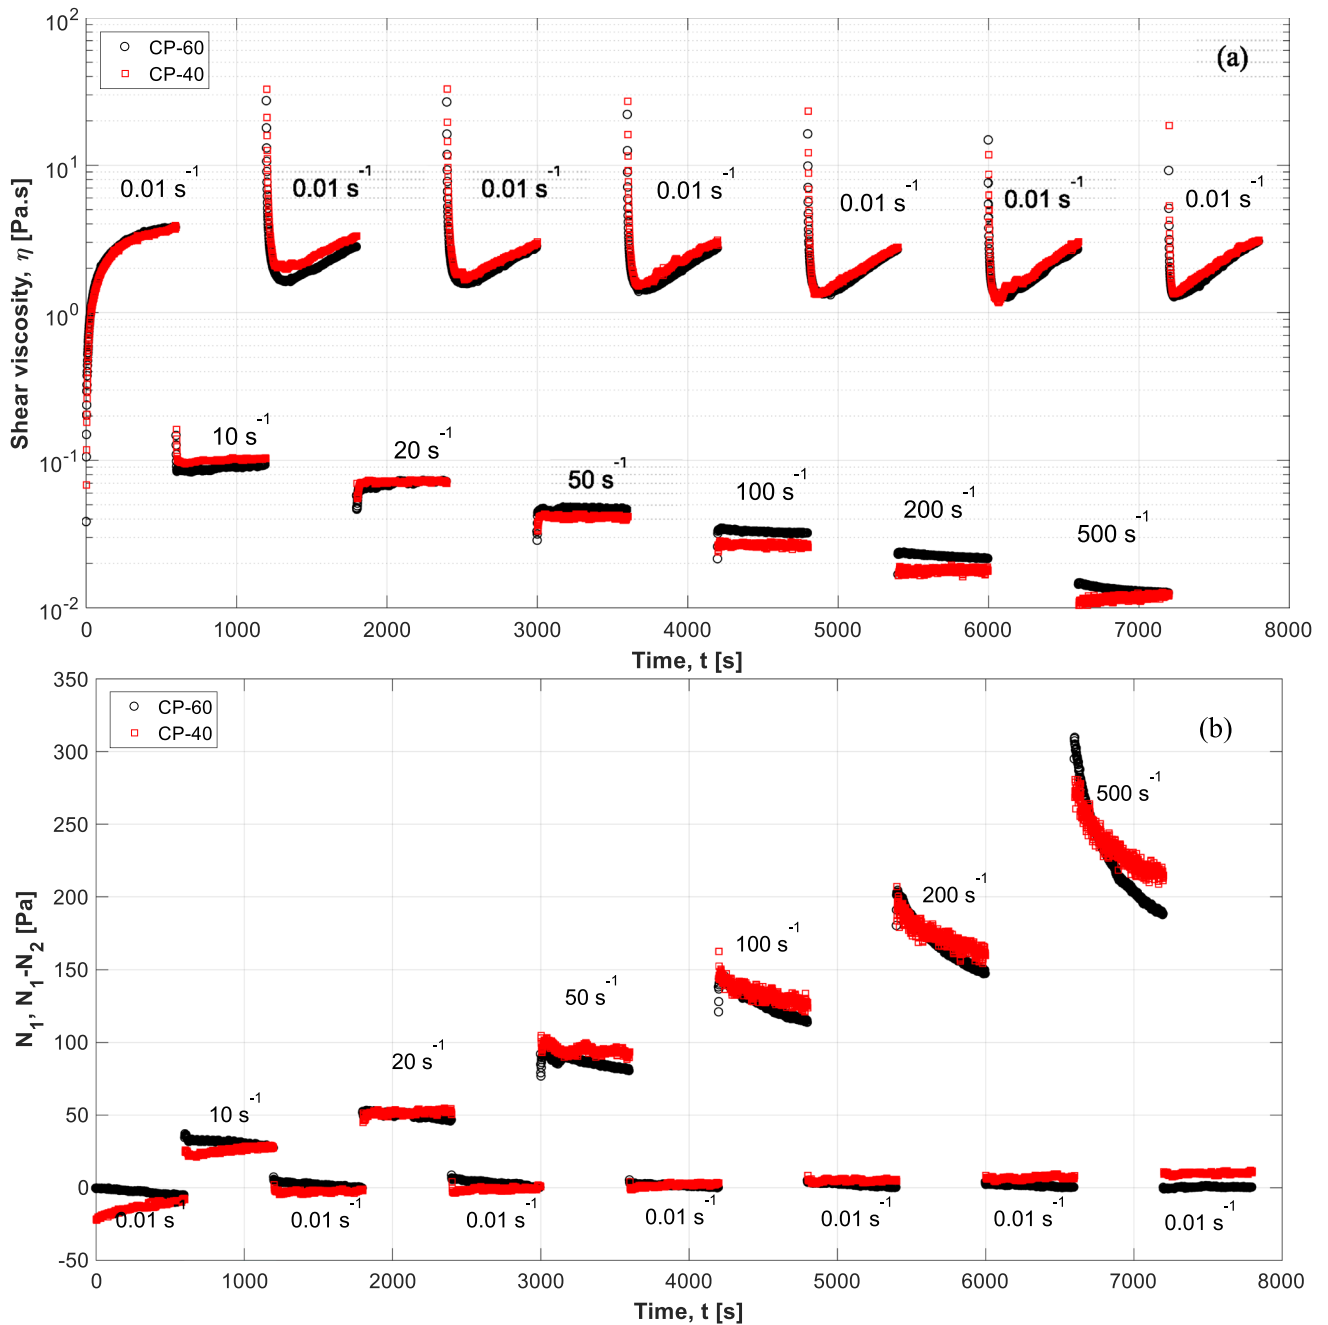 10²
CP-60
CP-40
(a)
10¹
0.01 s⁻¹ 0.01 s⁻¹ 0.01 s⁻¹ 0.01 s⁻¹ 0.01 s⁻¹ 0.01 s⁻¹ 0.01 s⁻¹
10⁰
Shear viscosity, η [Pa.s]
10 s⁻¹ 20 s⁻¹ 50 s⁻¹ 100 s⁻¹ 200 s⁻¹ 500 s⁻¹
10⁻¹
10⁻²
0 1000 2000 3000 4000 5000 6000 7000 8000
Time, t [s]
350
CP-60
CP-40
(b)
300
250
200
150
100
50
0
-50
N₁, N₁-N₂ [Pa]
10 s⁻¹ 20 s⁻¹ 50 s⁻¹ 100 s⁻¹ 200 s⁻¹ 500 s⁻¹
0.01 s⁻¹ 0.01 s⁻¹ 0.01 s⁻¹ 0.01 s⁻¹ 0.01 s⁻¹ 0.01 s⁻¹ 0.01 s⁻¹
0 1000 2000 3000 4000 5000 6000 7000 8000
Time, t [s]